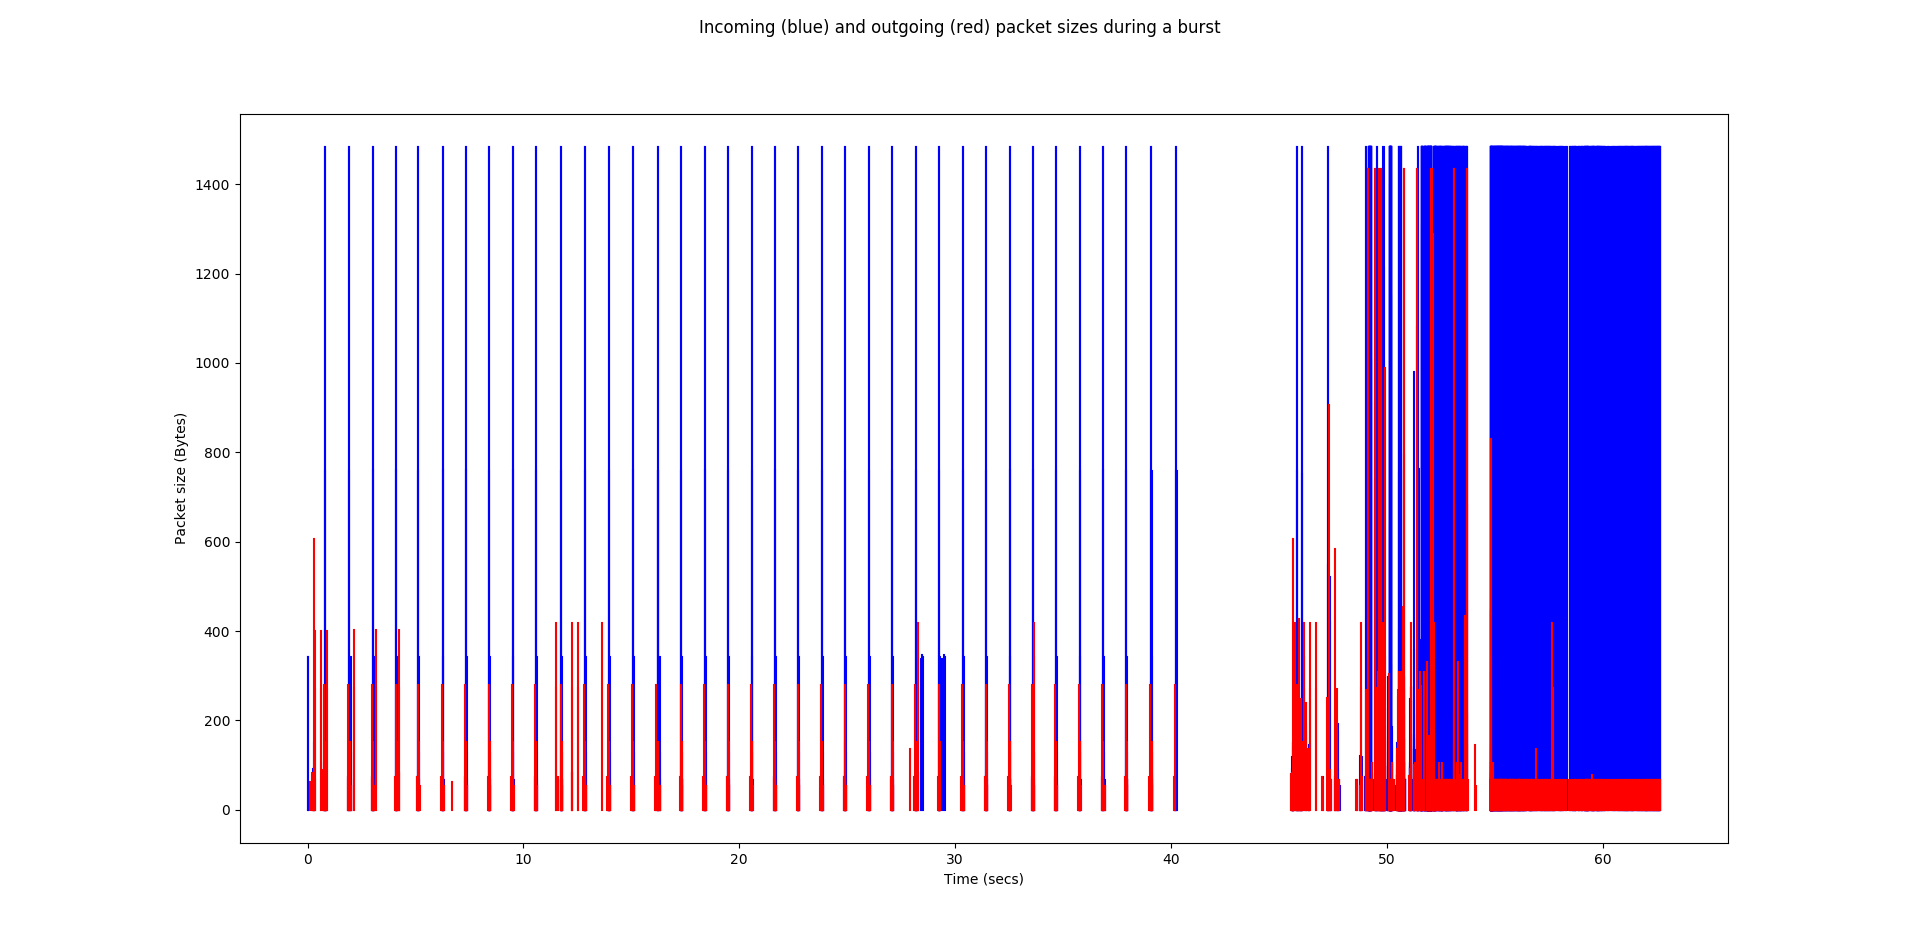 Incoming (blue) and outgoing (red) packet sizes during a burst
1400
1200
1000
800
600
400
200
0
Packet size (Bytes)
0 10 20 30 40 50 60
Time (secs)